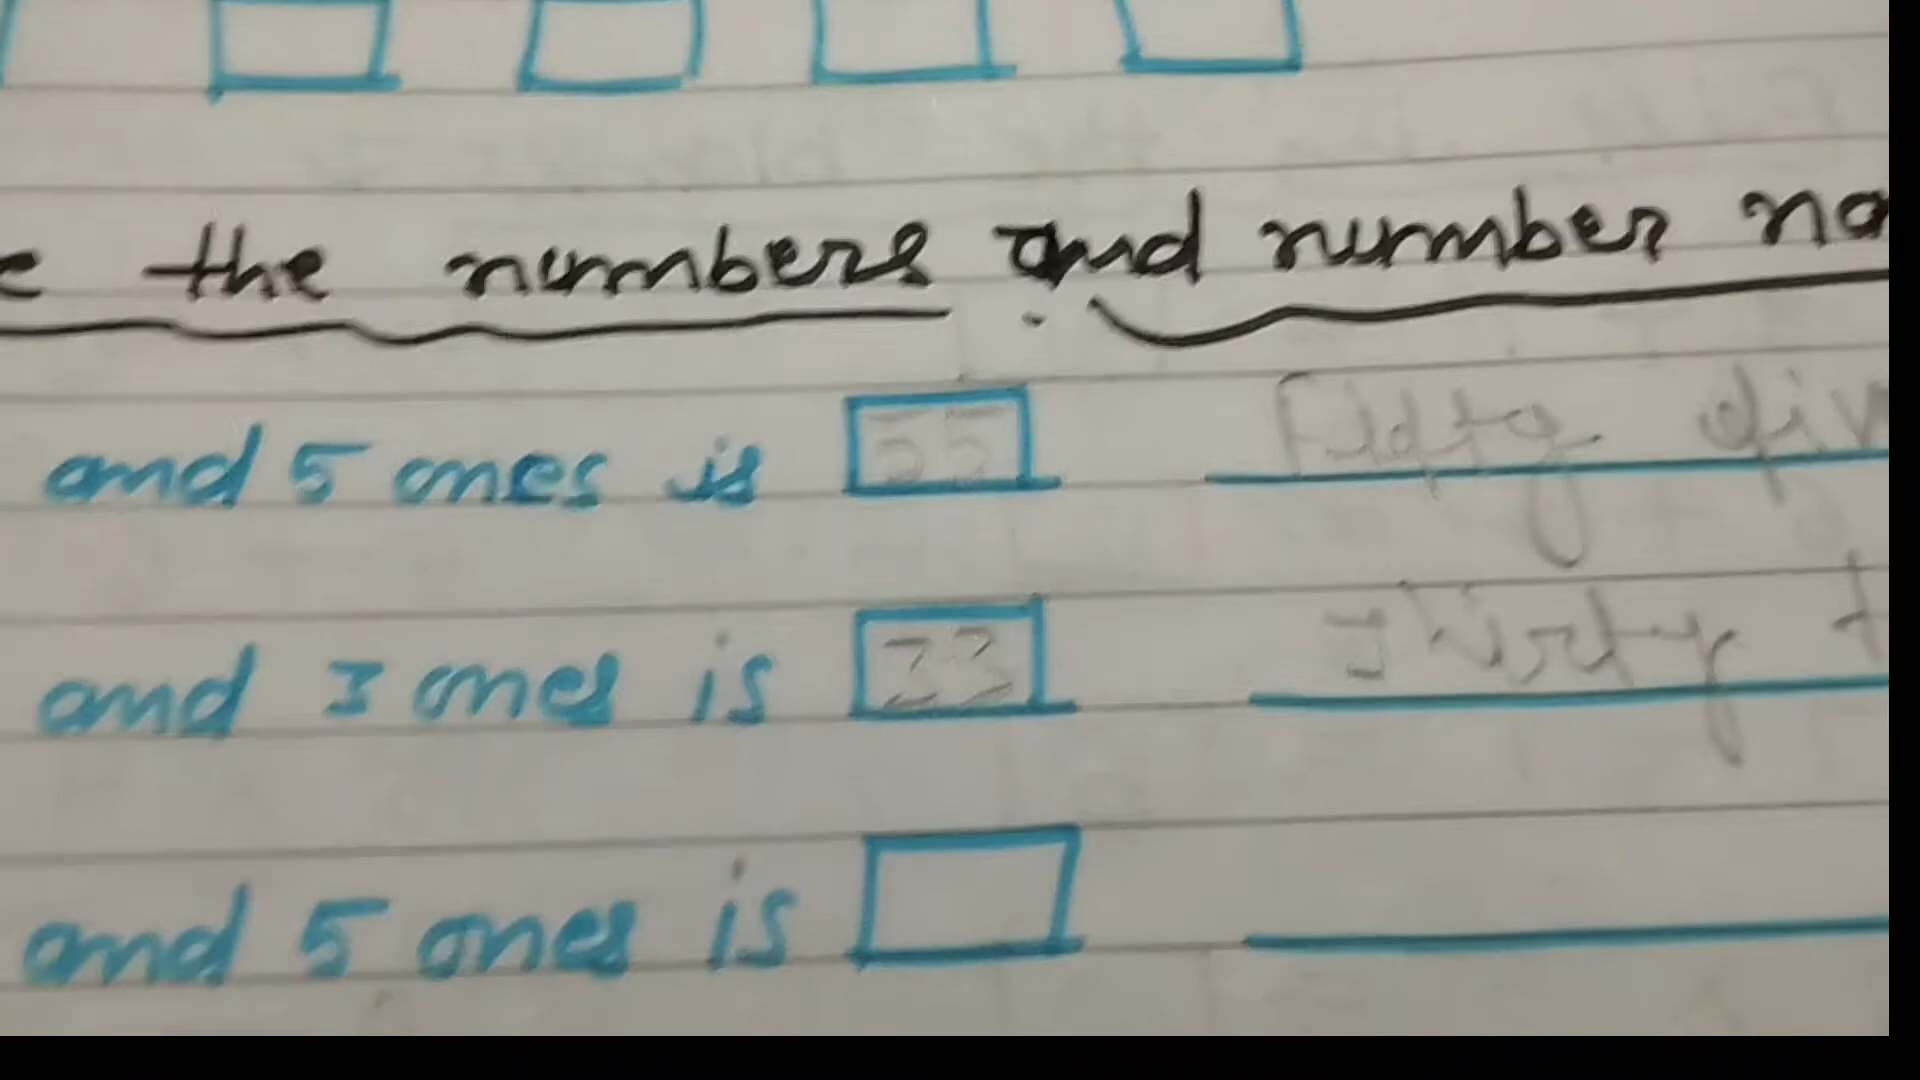 the numbers and number na
and 5 ones is 55 Fifty fiv
and 3 ones is 33 Thirty t
and 5 ones is